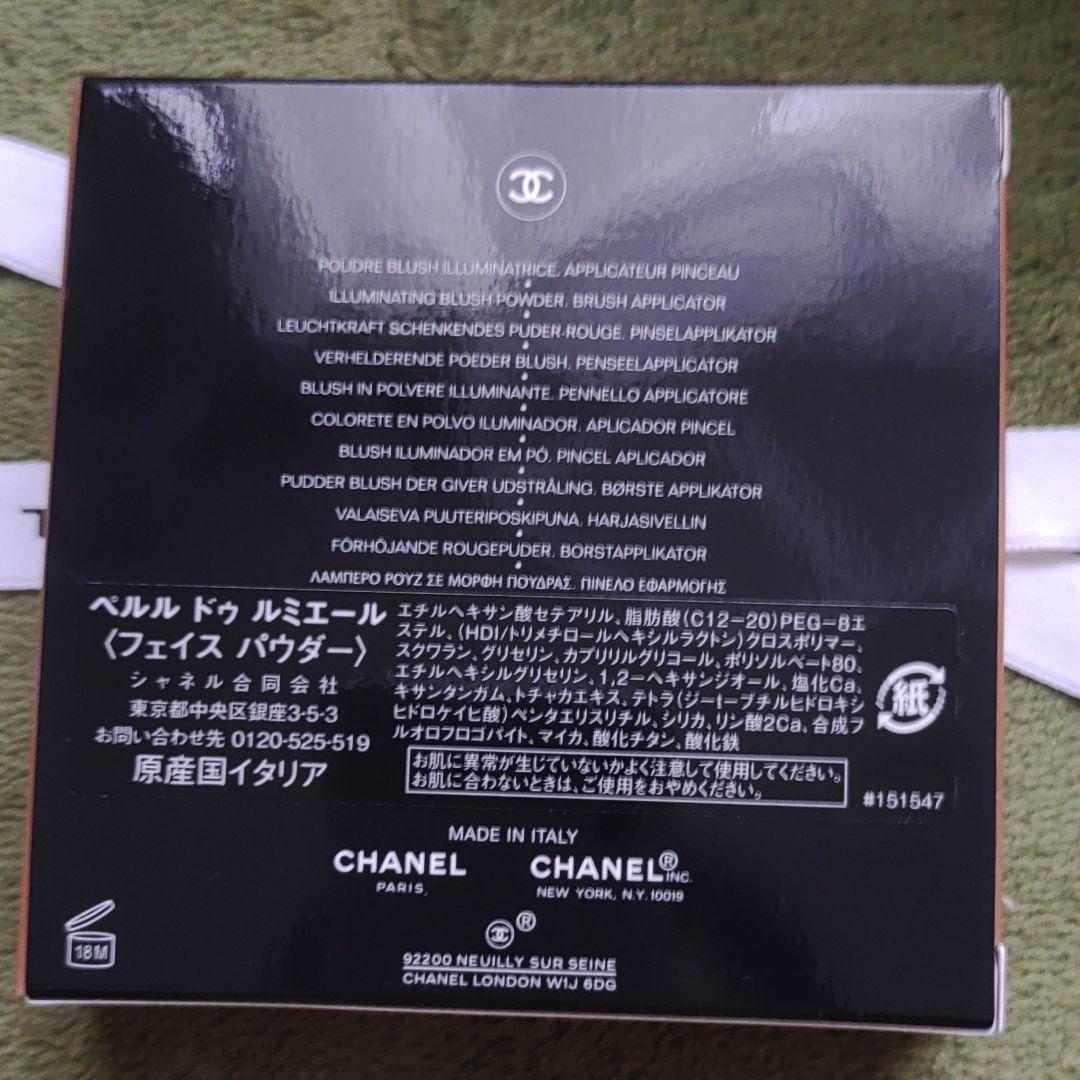 POUDRE BLUSH ILLUMINATRICE, APPLICATEUR PINCEAU
ILLUMINATING BLUSH POWDER, BRUSH APPLICATOR
LEUCHTKRAFT SCHENKENDES PUDER-ROUGE, PINSELAPPLIKATOR
VERHELDERENDE POEDER BLUSH, PENSEELAPPLICATOR
BLUSH IN POLVERE ILLUMINANTE, PENNELLO APPLICATORE
COLORETE EN POLVO ILUMINADOR, APLICADOR PINCEL
BLUSH ILUMINADOR EM PÓ, PINCEL APLICADOR
PUDDER BLUSH DER GIVER UDSTRÅLING, BØRSTE APPLIKATOR
VALAISEVA PUUTERIPOSKIPUNA, HARJASIVELLIN
FÖRHÖJANDE ROUGEPUDER, BORSTAPPLIKATOR
ΛΑΜΠΕΡΟ ΡΟΥΖ ΣΕ ΜΟΡΦΗ ΠΟΥΔΡΑΣ, ΠΙΝΕΛΟ ΕΦΑΡΜΟΓΗΣ
ペルル ドゥ ルミエール
〈フェイス パウダー〉
シャネル合同会社
東京都中央区銀座3-5-3
お問い合わせ先 0120-525-519
原産国イタリア
エチルヘキサン酸セテアリル、脂肪酸(C12-20)PEG-8エ
ステル、(HDI/トリメチロールヘキシルラクトン)クロスポリマー、
スクワラン、グリセリン、カプリリルグリコール、ポリソルベート80、
エチルヘキシルグリセリン、1,2-ヘキサンジオール、塩化Ca、
キサンタンガム、トチャカエキス、テトラ(ジ-t-ブチルヒドロキシ
ヒドロケイヒ酸)ペンタエリスリチル、シリカ、リン酸2Ca、合成フ
ルオロフロゴパイト、マイカ、酸化チタン、酸化鉄
紙
お肌に異常が生じていないかよく注意して使用してください。
お肌に合わないときは、ご使用をおやめください。
#151547
MADE IN ITALY
CHANEL
PARIS
CHANEL® INC.
NEW YORK, N.Y. 10019
®
18M
92200 NEUILLY SUR SEINE
CHANEL LONDON W1J 6DG